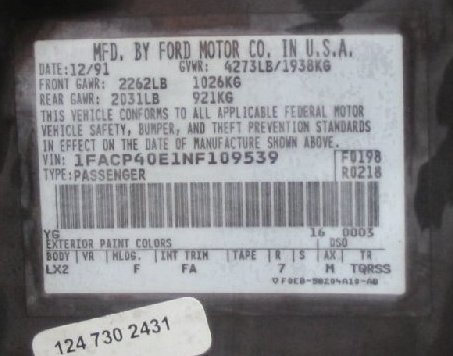 MFD. BY FORD MOTOR CO. IN U.S.A.
DATE: 12/91 GVWR: 4273LB/1938KG
FRONT GAWR: 2262LB 1026KG
REAR GAWR: 2031LB 921KG
THIS VEHICLE CONFORMS TO ALL APPLICABLE FEDERAL MOTOR
VEHICLE SAFETY, BUMPER, AND THEFT PREVENTION STANDARDS
IN EFFECT ON THE DATE OF MANUFACTURE SHOWN ABOVE.
VIN: 1FACP40E1NF109539 F0198
TYPE: PASSENGER R0218
YG 16 0003
EXTERIOR PAINT COLORS DSO
BODY VR MLDG. INT TRIM TAPE R S AX TR
LX2 F FA 7 M TQRSS
124 730 2431